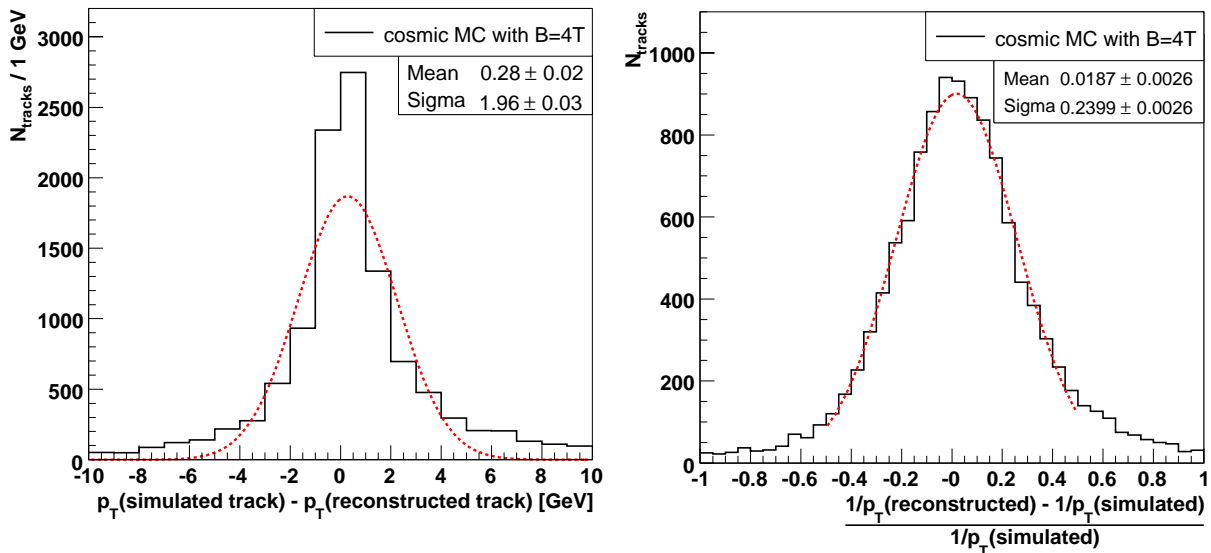 N_tracks / 1 GeV
3000
2500
2000
1500
1000
500
0
cosmic MC with B=4T
Mean 0.28 ± 0.02
Sigma 1.96 ± 0.03
-10 -8 -6 -4 -2 0 2 4 6 8 10
p_T(simulated track) - p_T(reconstructed track) [GeV]
N_tracks
1000
800
600
400
200
0
cosmic MC with B=4T
Mean 0.0187 ± 0.0026
Sigma 0.2399 ± 0.0026
-1 -0.8 -0.6 -0.4 -0.2 -0 0.2 0.4 0.6 0.8 1
1/p_T(reconstructed) - 1/p_T(simulated)
1/p_T(simulated)